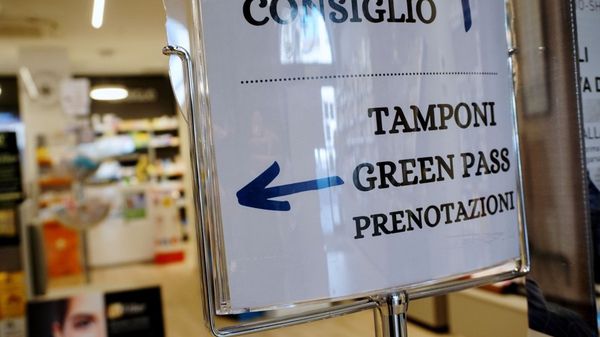 CONSIGLIO
TAMPONI
GREEN PASS
PRENOTAZIONI